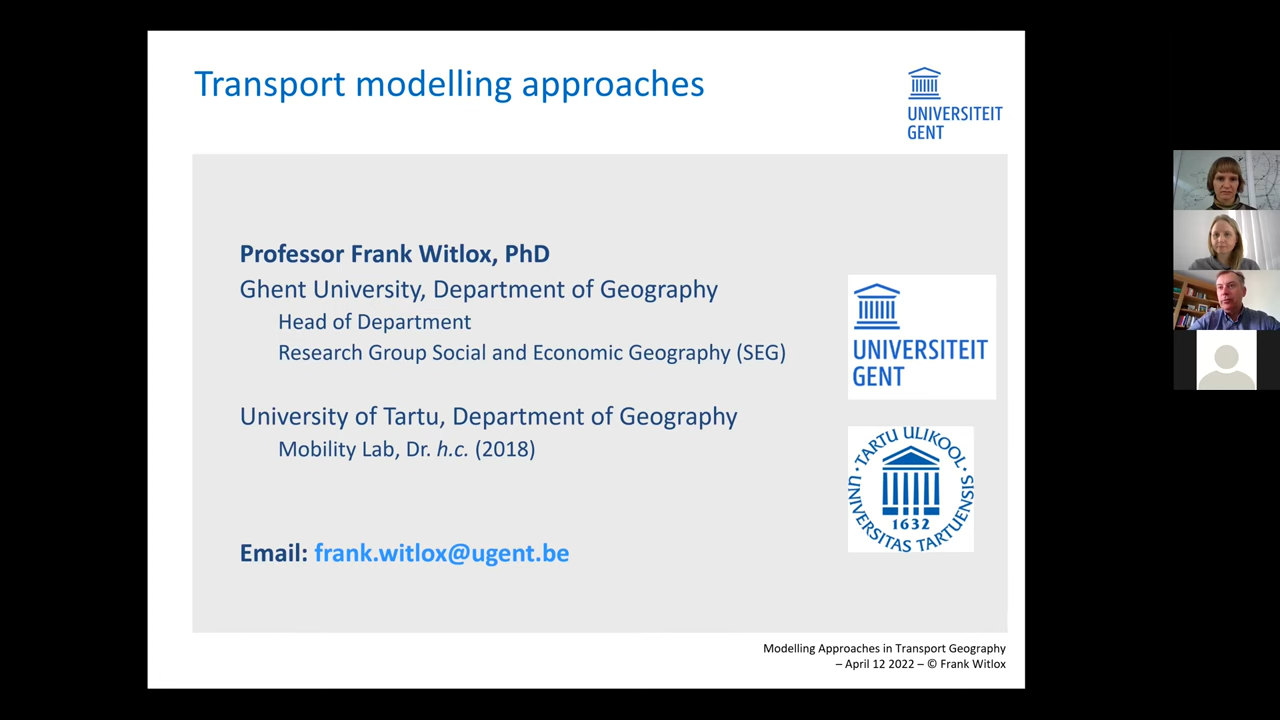 Transport modelling approaches
UNIVERSITEIT
GENT
Professor Frank Witlox, PhD
Ghent University, Department of Geography
Head of Department
Research Group Social and Economic Geography (SEG)
UNIVERSITEIT
GENT
University of Tartu, Department of Geography
Mobility Lab, Dr. h.c. (2018)
TARTU ULIKOOL
1632
UNIVERSITAS TARTUENSIS
Email: frank.witlox@ugent.be
Modelling Approaches in Transport Geography
– April 12 2022 – © Frank Witlox